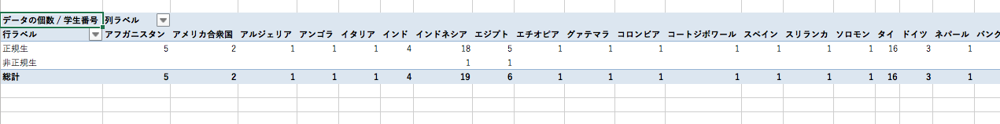 データの個数 / 学生番号 列ラベル
行ラベル アフガニスタン アメリカ合衆国 アルジェリア アンゴラ イタリア インド インドネシア エジプト エチオピア グァテマラ コロンビア コートジボワール スペイン スリランカ ソロモン タイ ドイツ ネパール バング
正規生 5 2 1 1 1 4 18 5 1 1 1 1 1 1 1 16 3 1
非正規生 1 1
総計 5 2 1 1 1 4 19 6 1 1 1 1 1 1 1 16 3 1